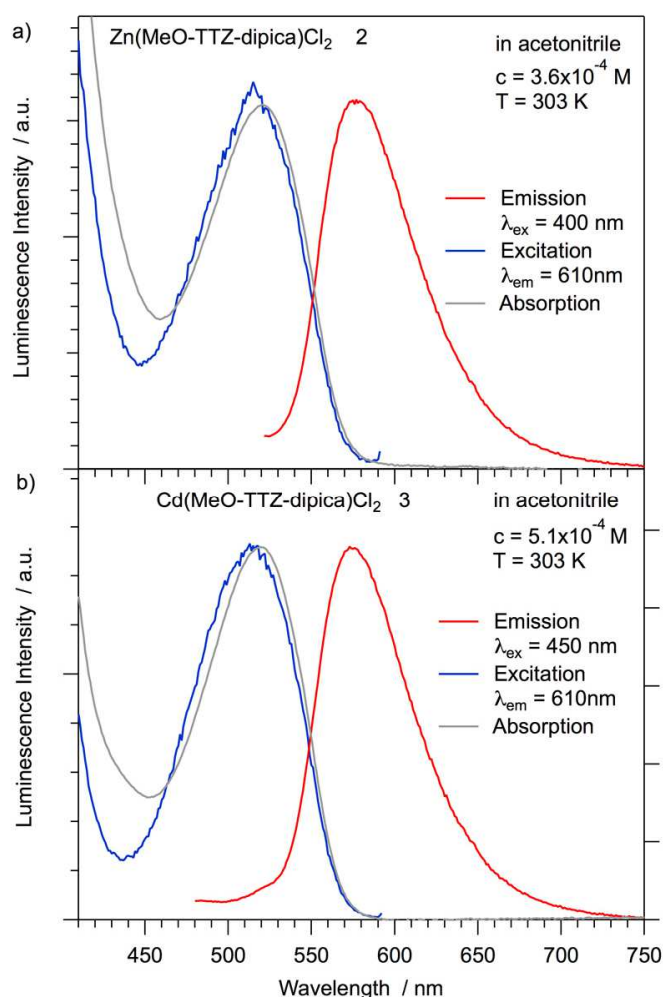 a)
Zn(MeO-TTZ-dipica)Cl₂ 2
in acetonitrile
c = 3.6x10⁻⁴ M
T = 303 K
Emission
λex = 400 nm
Excitation
λem = 610nm
Absorption
Luminescence Intensity / a.u.
b)
Cd(MeO-TTZ-dipica)Cl₂ 3
in acetonitrile
c = 5.1x10⁻⁴ M
T = 303 K
Emission
λex = 450 nm
Excitation
λem = 610nm
Absorption
Luminescence Intensity / a.u.
450 500 550 600 650 700 750
Wavelength / nm